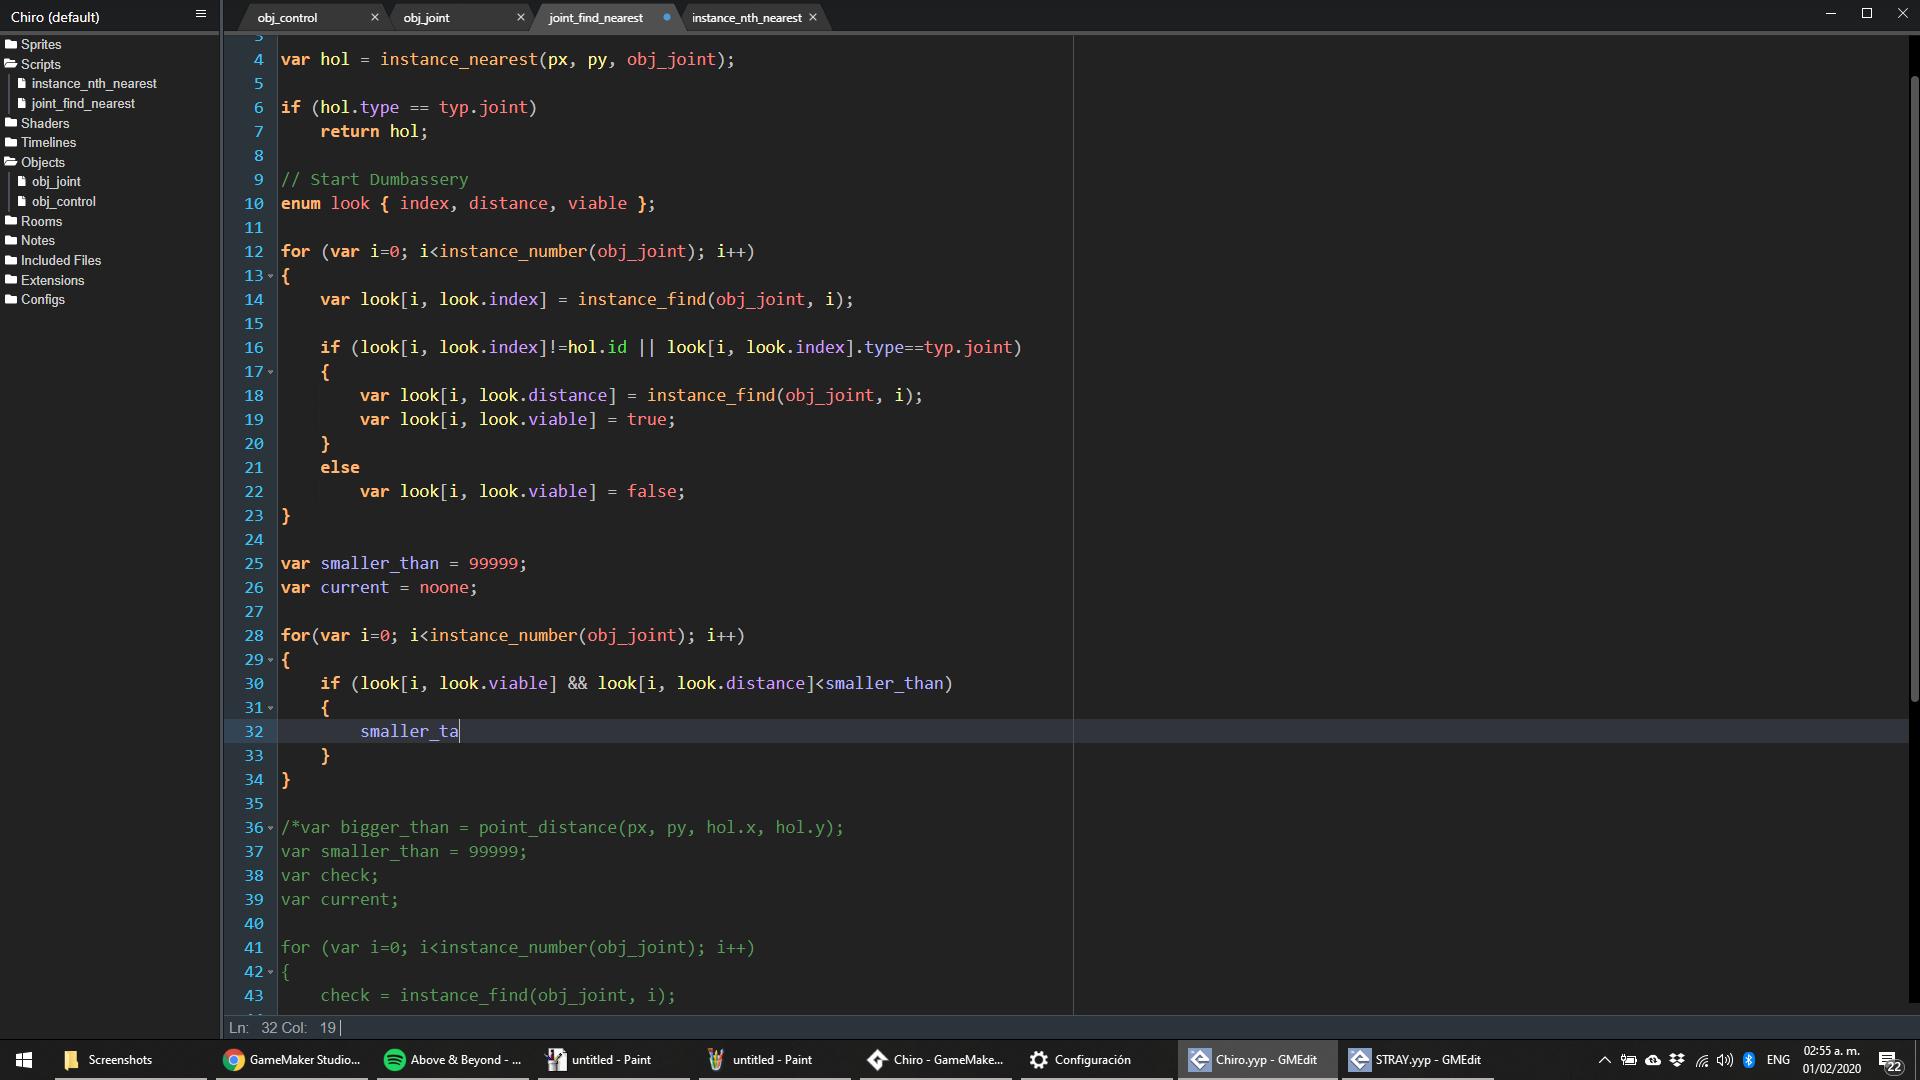 Chiro (default)
obj_control
obj_joint
joint_find_nearest
instance_nth_nearest
Sprites
Scripts
instance_nth_nearest
joint_find_nearest
Shaders
Timelines
Objects
obj_joint
obj_control
Rooms
Notes
Included Files
Extensions
Configs
3
4 var hol = instance_nearest(px, py, obj_joint);
5
6 if (hol.type == typ.joint)
7 return hol;
8
9 // Start Dumbassery
10 enum look { index, distance, viable };
11
12 for (var i=0; i<instance_number(obj_joint); i++)
13 {
14 var look[i, look.index] = instance_find(obj_joint, i);
15
16 if (look[i, look.index]!=hol.id || look[i, look.index].type==typ.joint)
17 {
18 var look[i, look.distance] = instance_find(obj_joint, i);
19 var look[i, look.viable] = true;
20 }
21 else
22 var look[i, look.viable] = false;
23 }
24
25 var smaller_than = 99999;
26 var current = noone;
27
28 for(var i=0; i<instance_number(obj_joint); i++)
29 {
30 if (look[i, look.viable] && look[i, look.distance]<smaller_than)
31 {
32 smaller_ta
33 }
34 }
35
36 /*var bigger_than = point_distance(px, py, hol.x, hol.y);
37 var smaller_than = 99999;
38 var check;
39 var current;
40
41 for (var i=0; i<instance_number(obj_joint); i++)
42 {
43 check = instance_find(obj_joint, i);
Ln: 32 Col: 19
Screenshots
GameMaker Studio...
Above & Beyond - ...
untitled - Paint
untitled - Paint
Chiro - GameMake...
Configuración
Chiro.yyp - GMEdit
STRAY.yyp - GMEdit
ENG
02:55 a. m.
01/02/2020
22